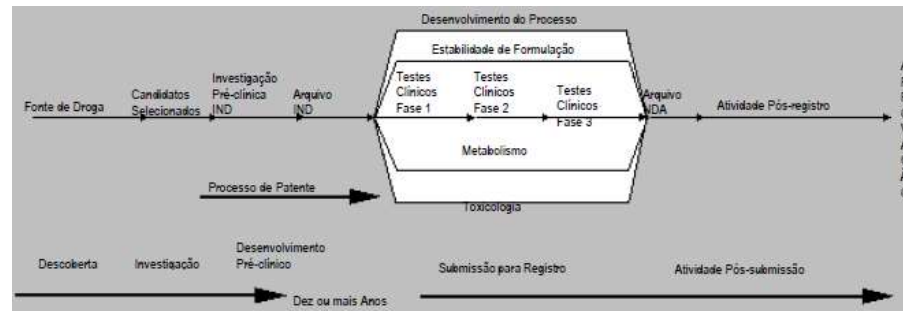 Desenvolvimento do Processo
Estabilidade de Formulação
Fonte de Droga
Candidatos
Selecionados
Investigação
Pré-clínica
IND
Arquivo
IND
Testes
Clínicos
Fase 1
Testes
Clínicos
Fase 2
Testes
Clínicos
Fase 3
Arquivo
NDA
Atividade Pós-registro
Metabolismo
Processo de Patente
Toxicologia
Descoberta
Investigação
Desenvolvimento
Pré-clínico
Submissão para Registro
Atividade Pós-submissão
Dez ou mais Anos